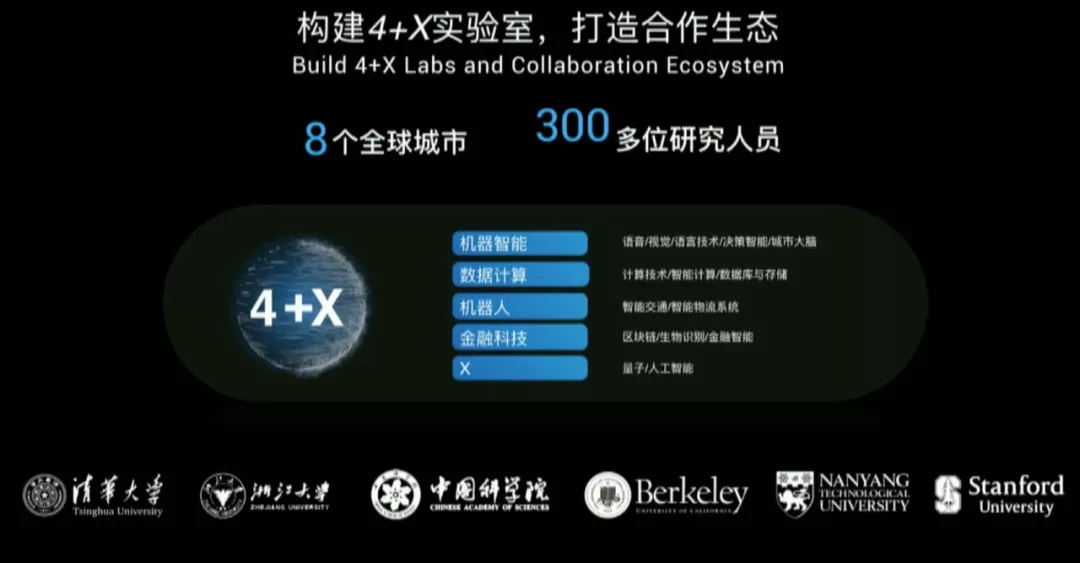 构建4+X实验室，打造合作生态
Build 4+X Labs and Collaboration Ecosystem
8个全球城市
300多位研究人员
4+X
机器智能
语音/视觉/语言技术/决策智能/城市大脑
数据计算
计算技术/智能计算/数据库与存储
机器人
智能交通/智能物流系统
金融科技
区块链/生物识别/金融智能
X
量子/人工智能
清华大学
Tsinghua University
浙江大学
ZHEJIANG UNIVERSITY
中国科学院
CHINESE ACADEMY OF SCIENCES
Berkeley
UNIVERSITY OF CALIFORNIA
NANYANG
TECHNOLOGICAL
UNIVERSITY
Stanford
University